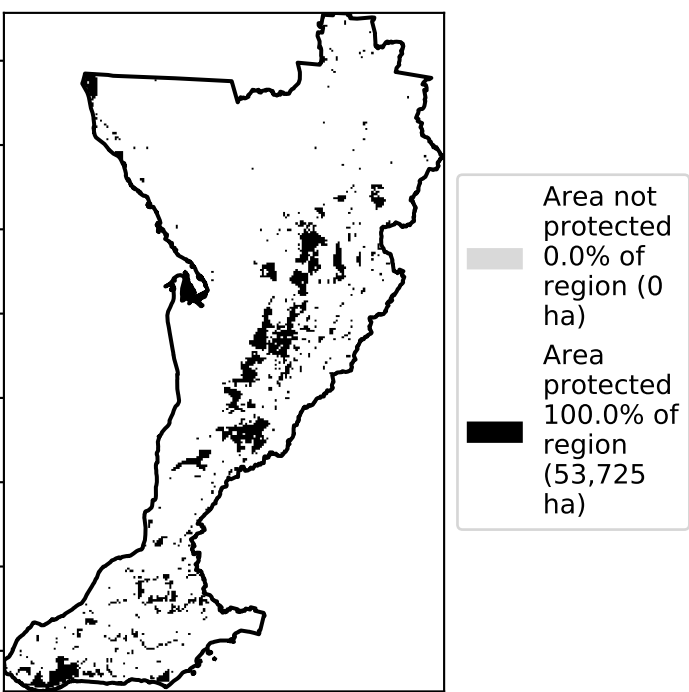 Area not
protected
0.0% of
region (0
ha)
Area
protected
100.0% of
region
(53,725
ha)